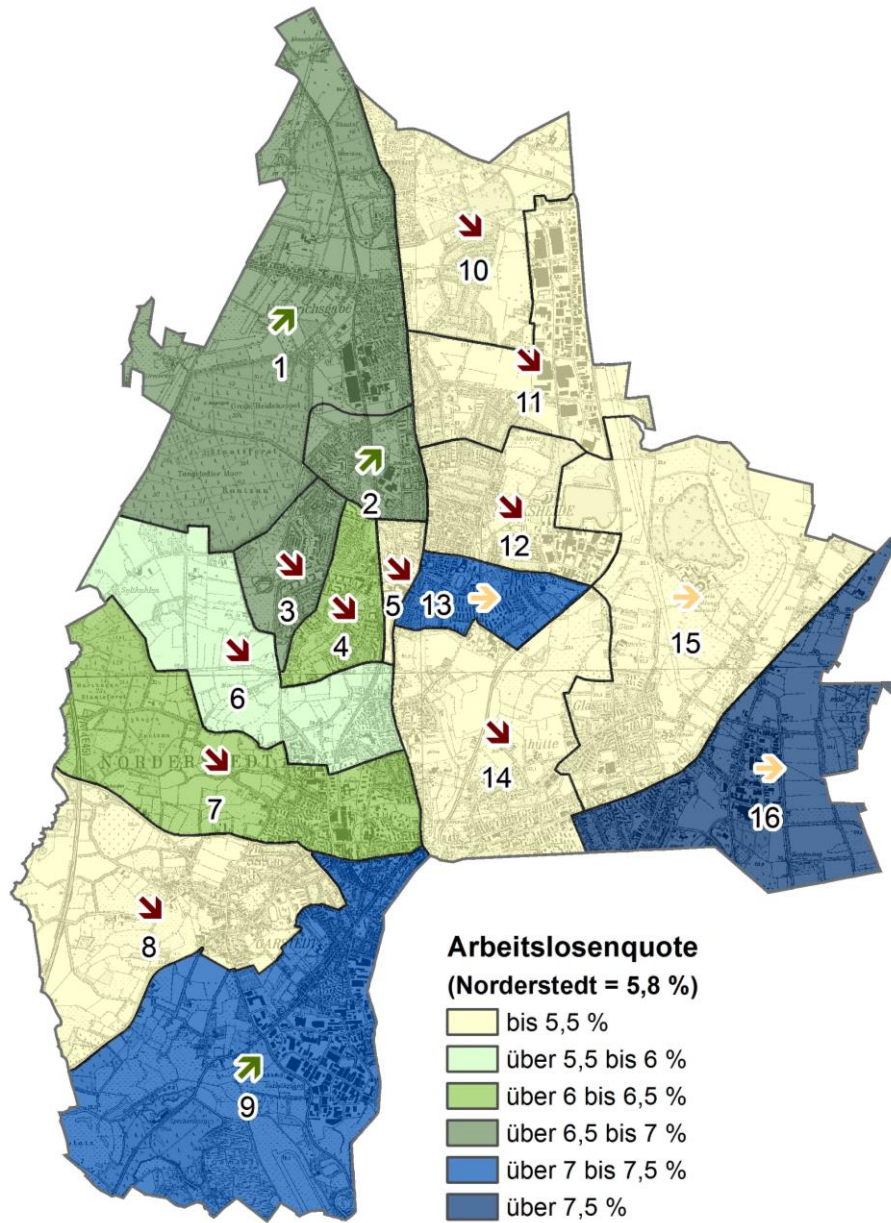 10
1
11
2
12
3
4
5
13
15
6
14
NORDERSTEDT
7
16
8
GARSTEDT
9
Arbeitslosenquote
(Norderstedt = 5,8 %)
bis 5,5 %
über 5,5 bis 6 %
über 6 bis 6,5 %
über 6,5 bis 7 %
über 7 bis 7,5 %
über 7,5 %